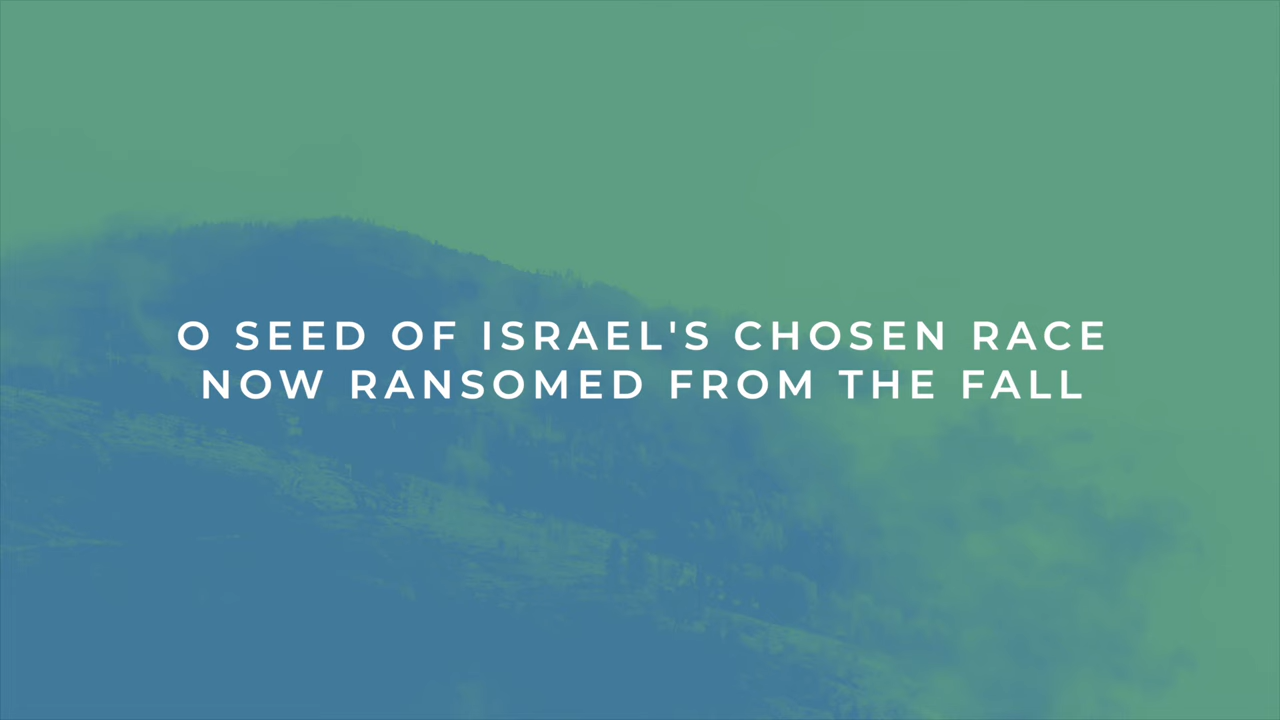 O SEED OF ISRAEL'S CHOSEN RACE
NOW RANSOMED FROM THE FALL